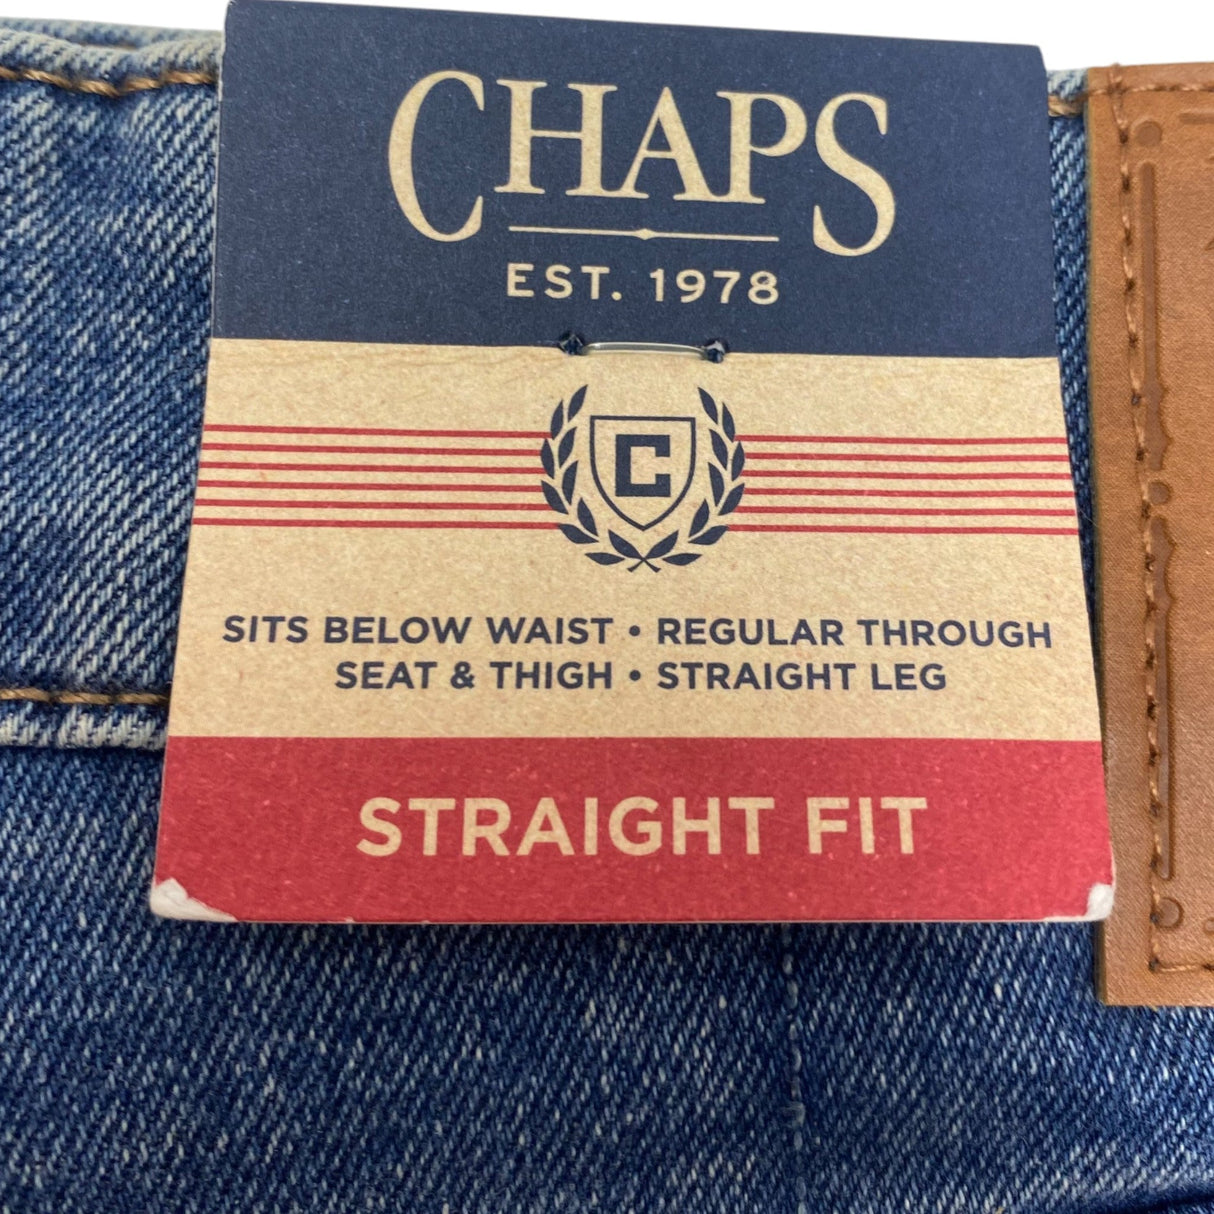 CHAPS
EST. 1978
C
SITS BELOW WAIST • REGULAR THROUGH
SEAT & THIGH • STRAIGHT LEG
STRAIGHT FIT